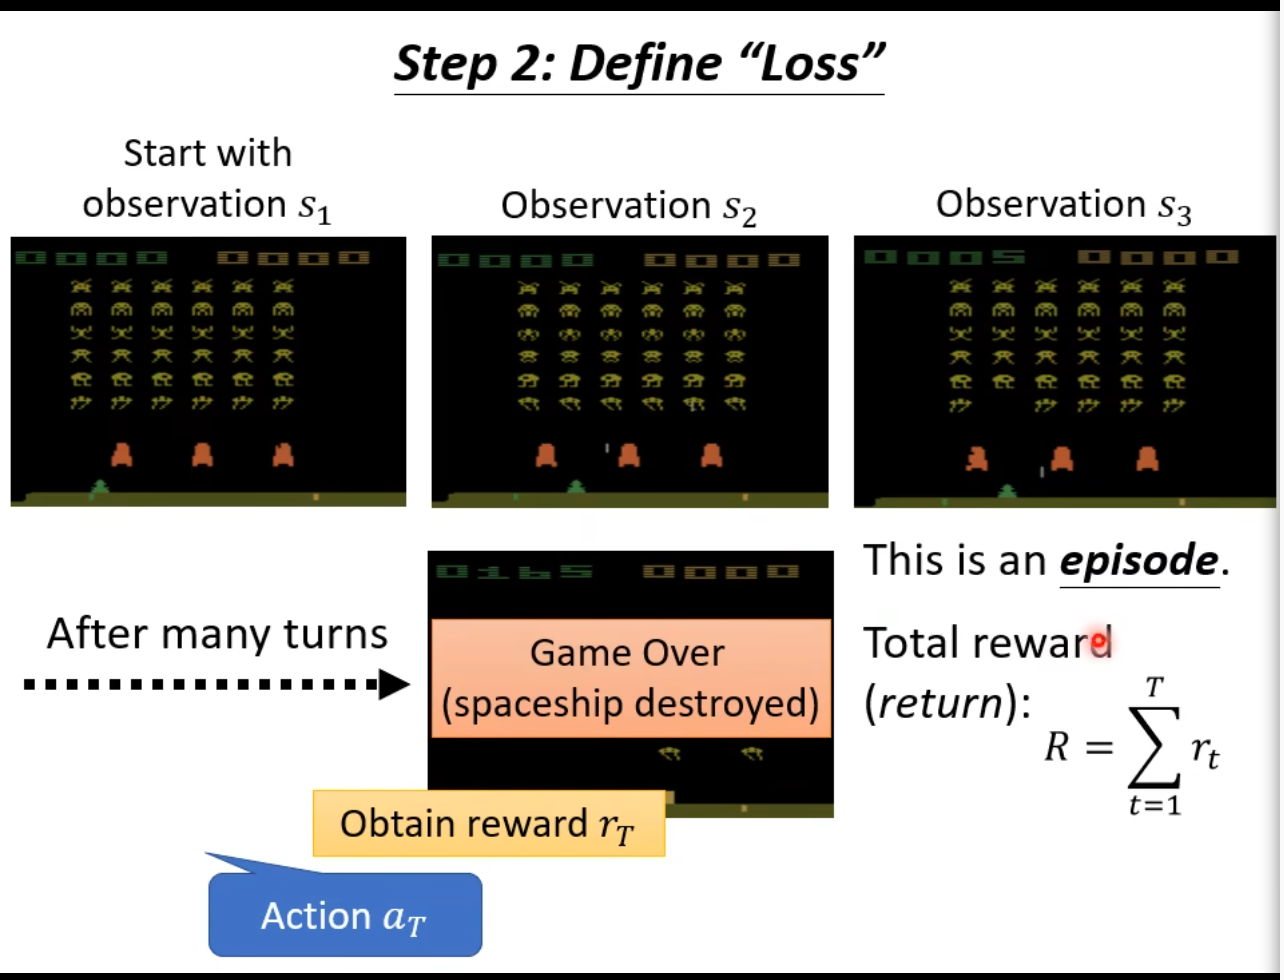 Step 2: Define “Loss”
Start with
observation s₁
Observation s₂
Observation s₃
0000 0000
0000 0000
0005 0000
After many turns
0165 0000
Game Over
(spaceship destroyed)
Obtain reward r_T
Action a_T
This is an episode.
Total reward
(return):
R = ∑_{t=1}^{T} r_t